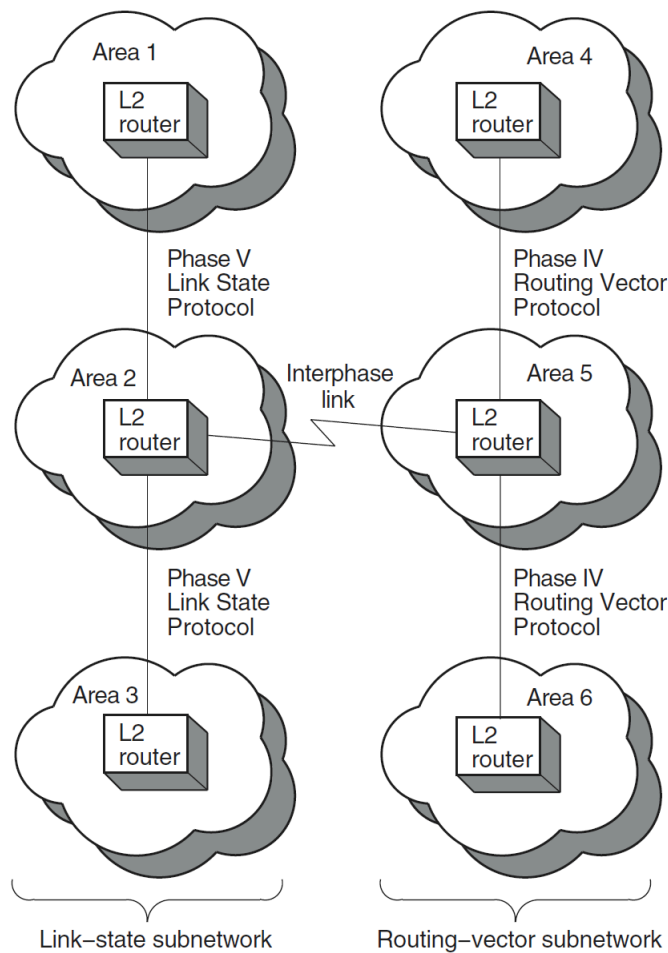 Area 1
L2
router
Area 4
L2
router
Phase V
Link State
Protocol
Phase IV
Routing Vector
Protocol
Area 2
L2
router
Interphase
link
Area 5
L2
router
Phase V
Link State
Protocol
Phase IV
Routing Vector
Protocol
Area 3
L2
router
Area 6
L2
router
Link–state subnetwork
Routing–vector subnetwork